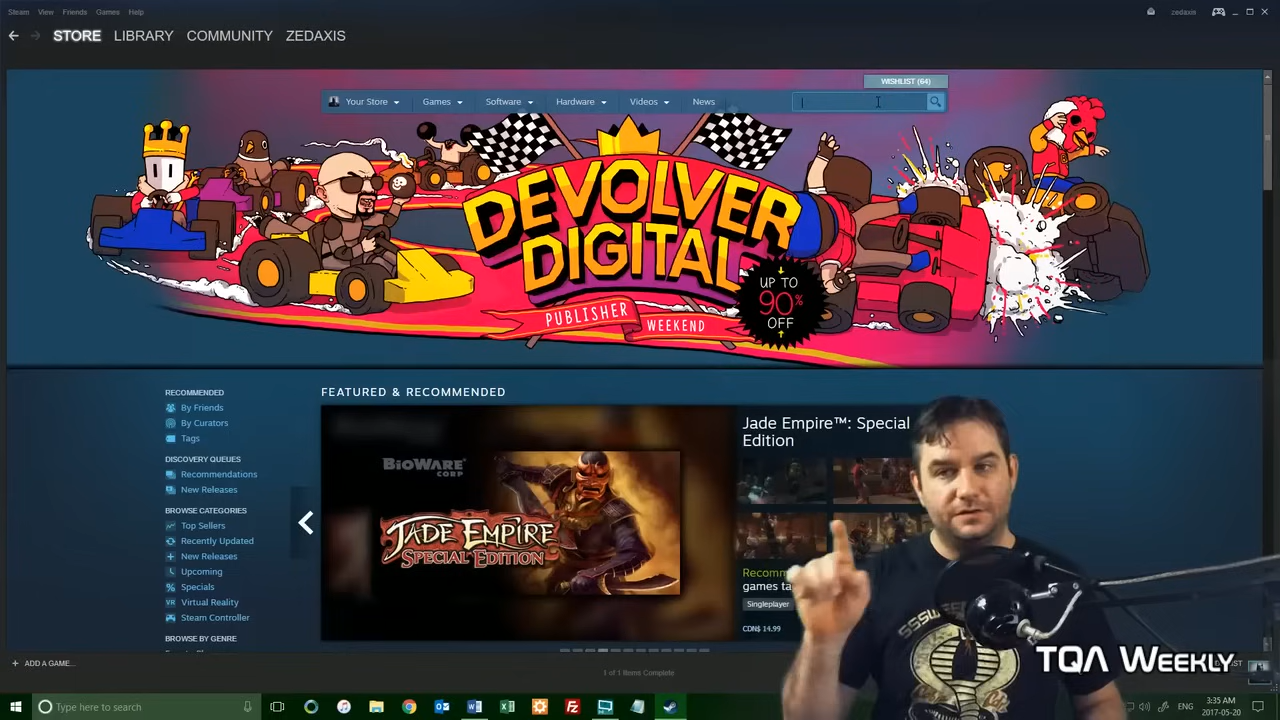 Steam View Friends Games Help
zedaxis
STORE LIBRARY COMMUNITY ZEDAXIS
WISHLIST (64)
Your Store Games Software Hardware Videos News
DEVOLVER
DIGITAL
PUBLISHER WEEKEND
UP TO
90%
OFF
RECOMMENDED
By Friends
By Curators
Tags
DISCOVERY QUEUES
Recommendations
New Releases
BROWSE CATEGORIES
Top Sellers
Recently Updated
New Releases
Upcoming
Specials
Virtual Reality
Steam Controller
BROWSE BY GENRE
FEATURED & RECOMMENDED
BIOWARE
CORP
JADE EMPIRE
SPECIAL EDITION
Jade Empire™: Special
Edition
Recomm
games ta
Singleplayer
CDN$ 14.99
TQA WEEKLY
+ ADD A GAME...
1 of 1 Items Complete
Type here to search
ENG
3:35 AM
2017-05-20